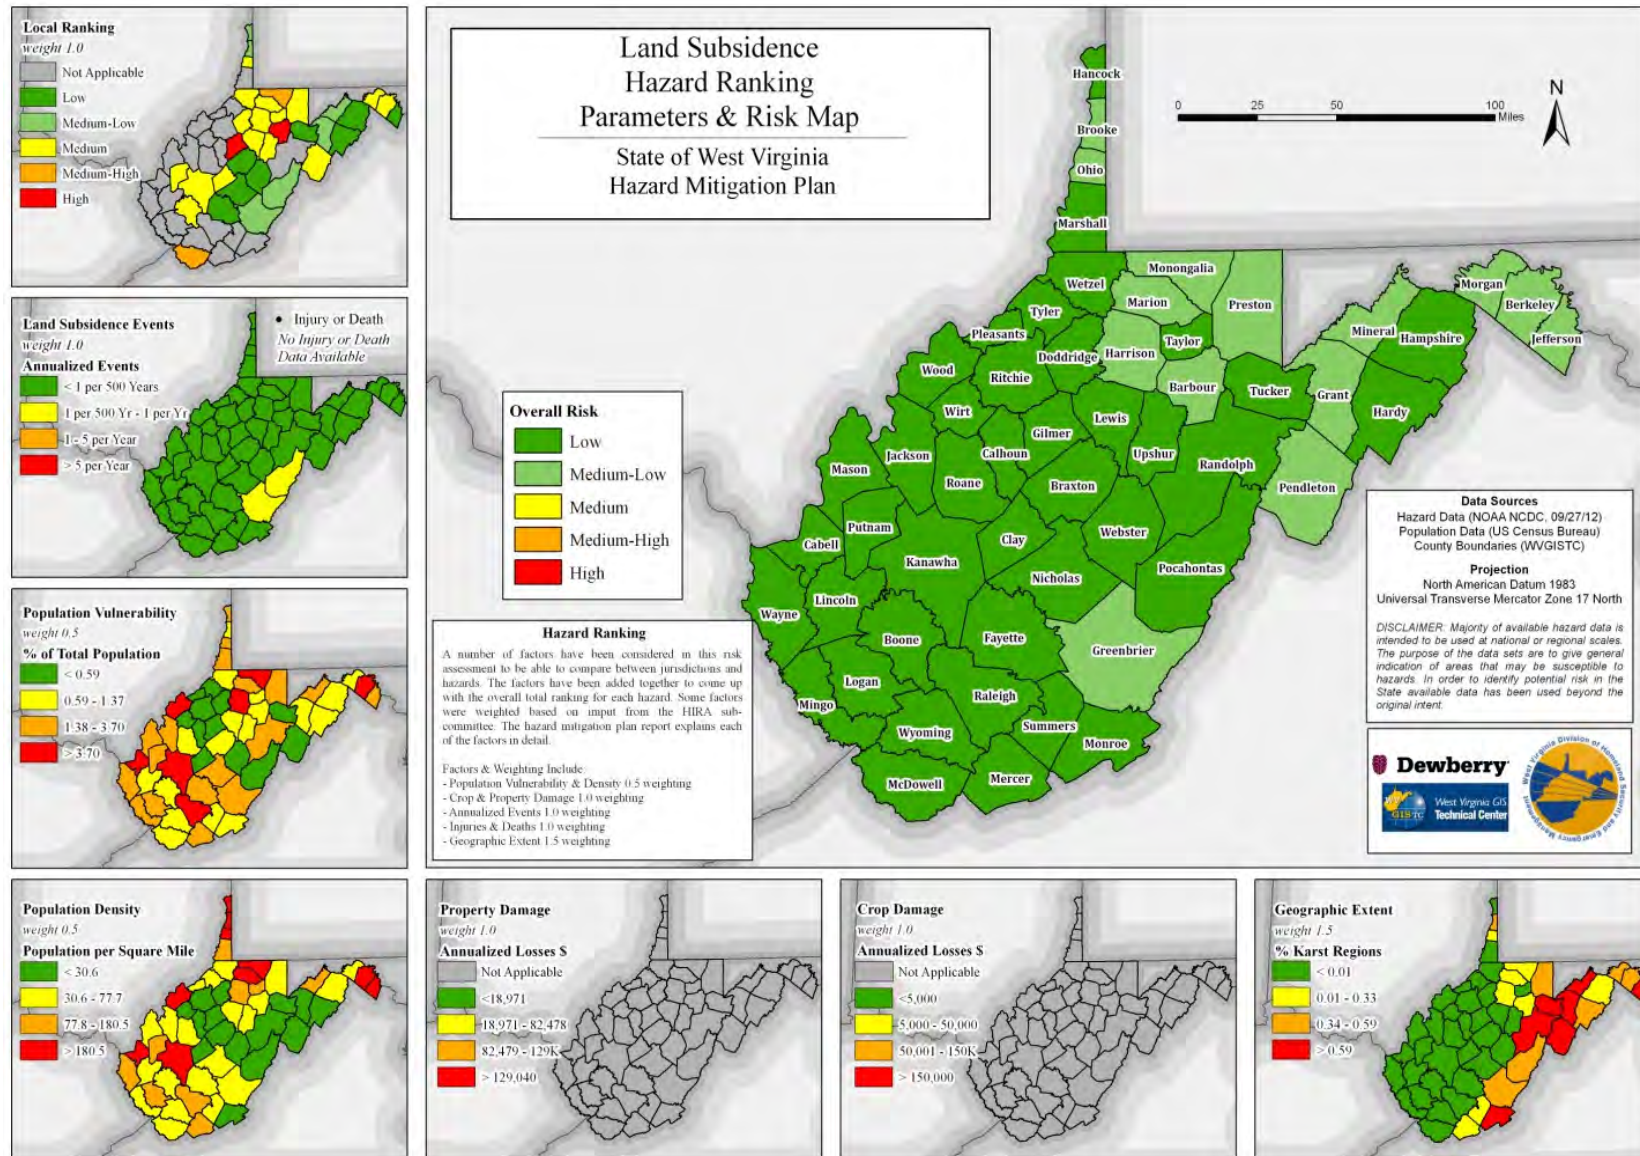 Local Ranking
weight 1.0
Not Applicable
Low
Medium-Low
Medium
Medium-High
High
Land Subsidence Events
weight 1.0
Annualized Events
< 1 per 500 Years
1 per 500 Yr - 1 per Yr
1 - 5 per Year
> 5 per Year
• Injury or Death
No Injury or Death
Data Available
Population Vulnerability
weight 0.5
% of Total Population
< 0.59
0.59 - 1.37
1.38 - 3.70
> 3.70
Population Density
weight 0.5
Population per Square Mile
< 30.6
30.6 - 77.7
77.8 - 180.5
> 180.5
Land Subsidence
Hazard Ranking
Parameters & Risk Map
State of West Virginia
Hazard Mitigation Plan
0 25 50 100
Miles
N
Hancock
Brooke
Ohio
Marshall
Wetzel
Monongalia
Marion
Preston
Morgan
Berkeley
Jefferson
Mineral
Hampshire
Tyler
Pleasants
Doddridge
Harrison
Taylor
Wood
Ritchie
Barbour
Tucker
Grant
Hardy
Wirt
Lewis
Gilmer
Jackson
Calhoun
Upshur
Randolph
Mason
Roane
Braxton
Pendleton
Putnam
Webster
Cabell
Clay
Kanawha
Nicholas
Pocahontas
Wayne
Lincoln
Boone
Fayette
Greenbrier
Logan
Raleigh
Mingo
Summers
Wyoming
Monroe
McDowell
Mercer
Overall Risk
Low
Medium-Low
Medium
Medium-High
High
Hazard Ranking
A number of factors have been considered in this risk
assessment to be able to compare between jurisdictions and
hazards. The factors have been added together to come up
with the overall total ranking for each hazard. Some factors
were weighted based on imput from the HIRA sub-
committee. The hazard mitigation plan report explains each
of the factors in detail.
Factors & Weighting Include
- Population Vulnerability & Density 0.5 weighting
- Crop & Property Damage 1.0 weighting
- Annualized Events 1.0 weighting
- Injuries & Deaths 1.0 weighting
- Geographic Extent 1.5 weighting
Data Sources
Hazard Data (NOAA NCDC, 09/27/12)
Population Data (US Census Bureau)
County Boundaries (WVGISTC)
Projection
North American Datum 1983
Universal Transverse Mercator Zone 17 North
DISCLAIMER: Majority of available hazard data is
intended to be used at national or regional scales.
The purpose of the data sets are to give general
indication of areas that may be susceptible to
hazards. In order to identify potential risk in the
State available data has been used beyond the
original intent.
Dewberry
GISTC
West Virginia GIS
Technical Center
West Virginia Division of Homeland Security and Emergency Management
Property Damage
weight 1.0
Annualized Losses $
Not Applicable
<18,971
18,971 - 82,478
82,479 - 129K
> 129,040
Crop Damage
weight 1.0
Annualized Losses $
Not Applicable
<5,000
5,000 - 50,000
50,001 - 150K
> 150,000
Geographic Extent
weight 1.5
% Karst Regions
< 0.01
0.01 - 0.33
0.34 - 0.59
> 0.59